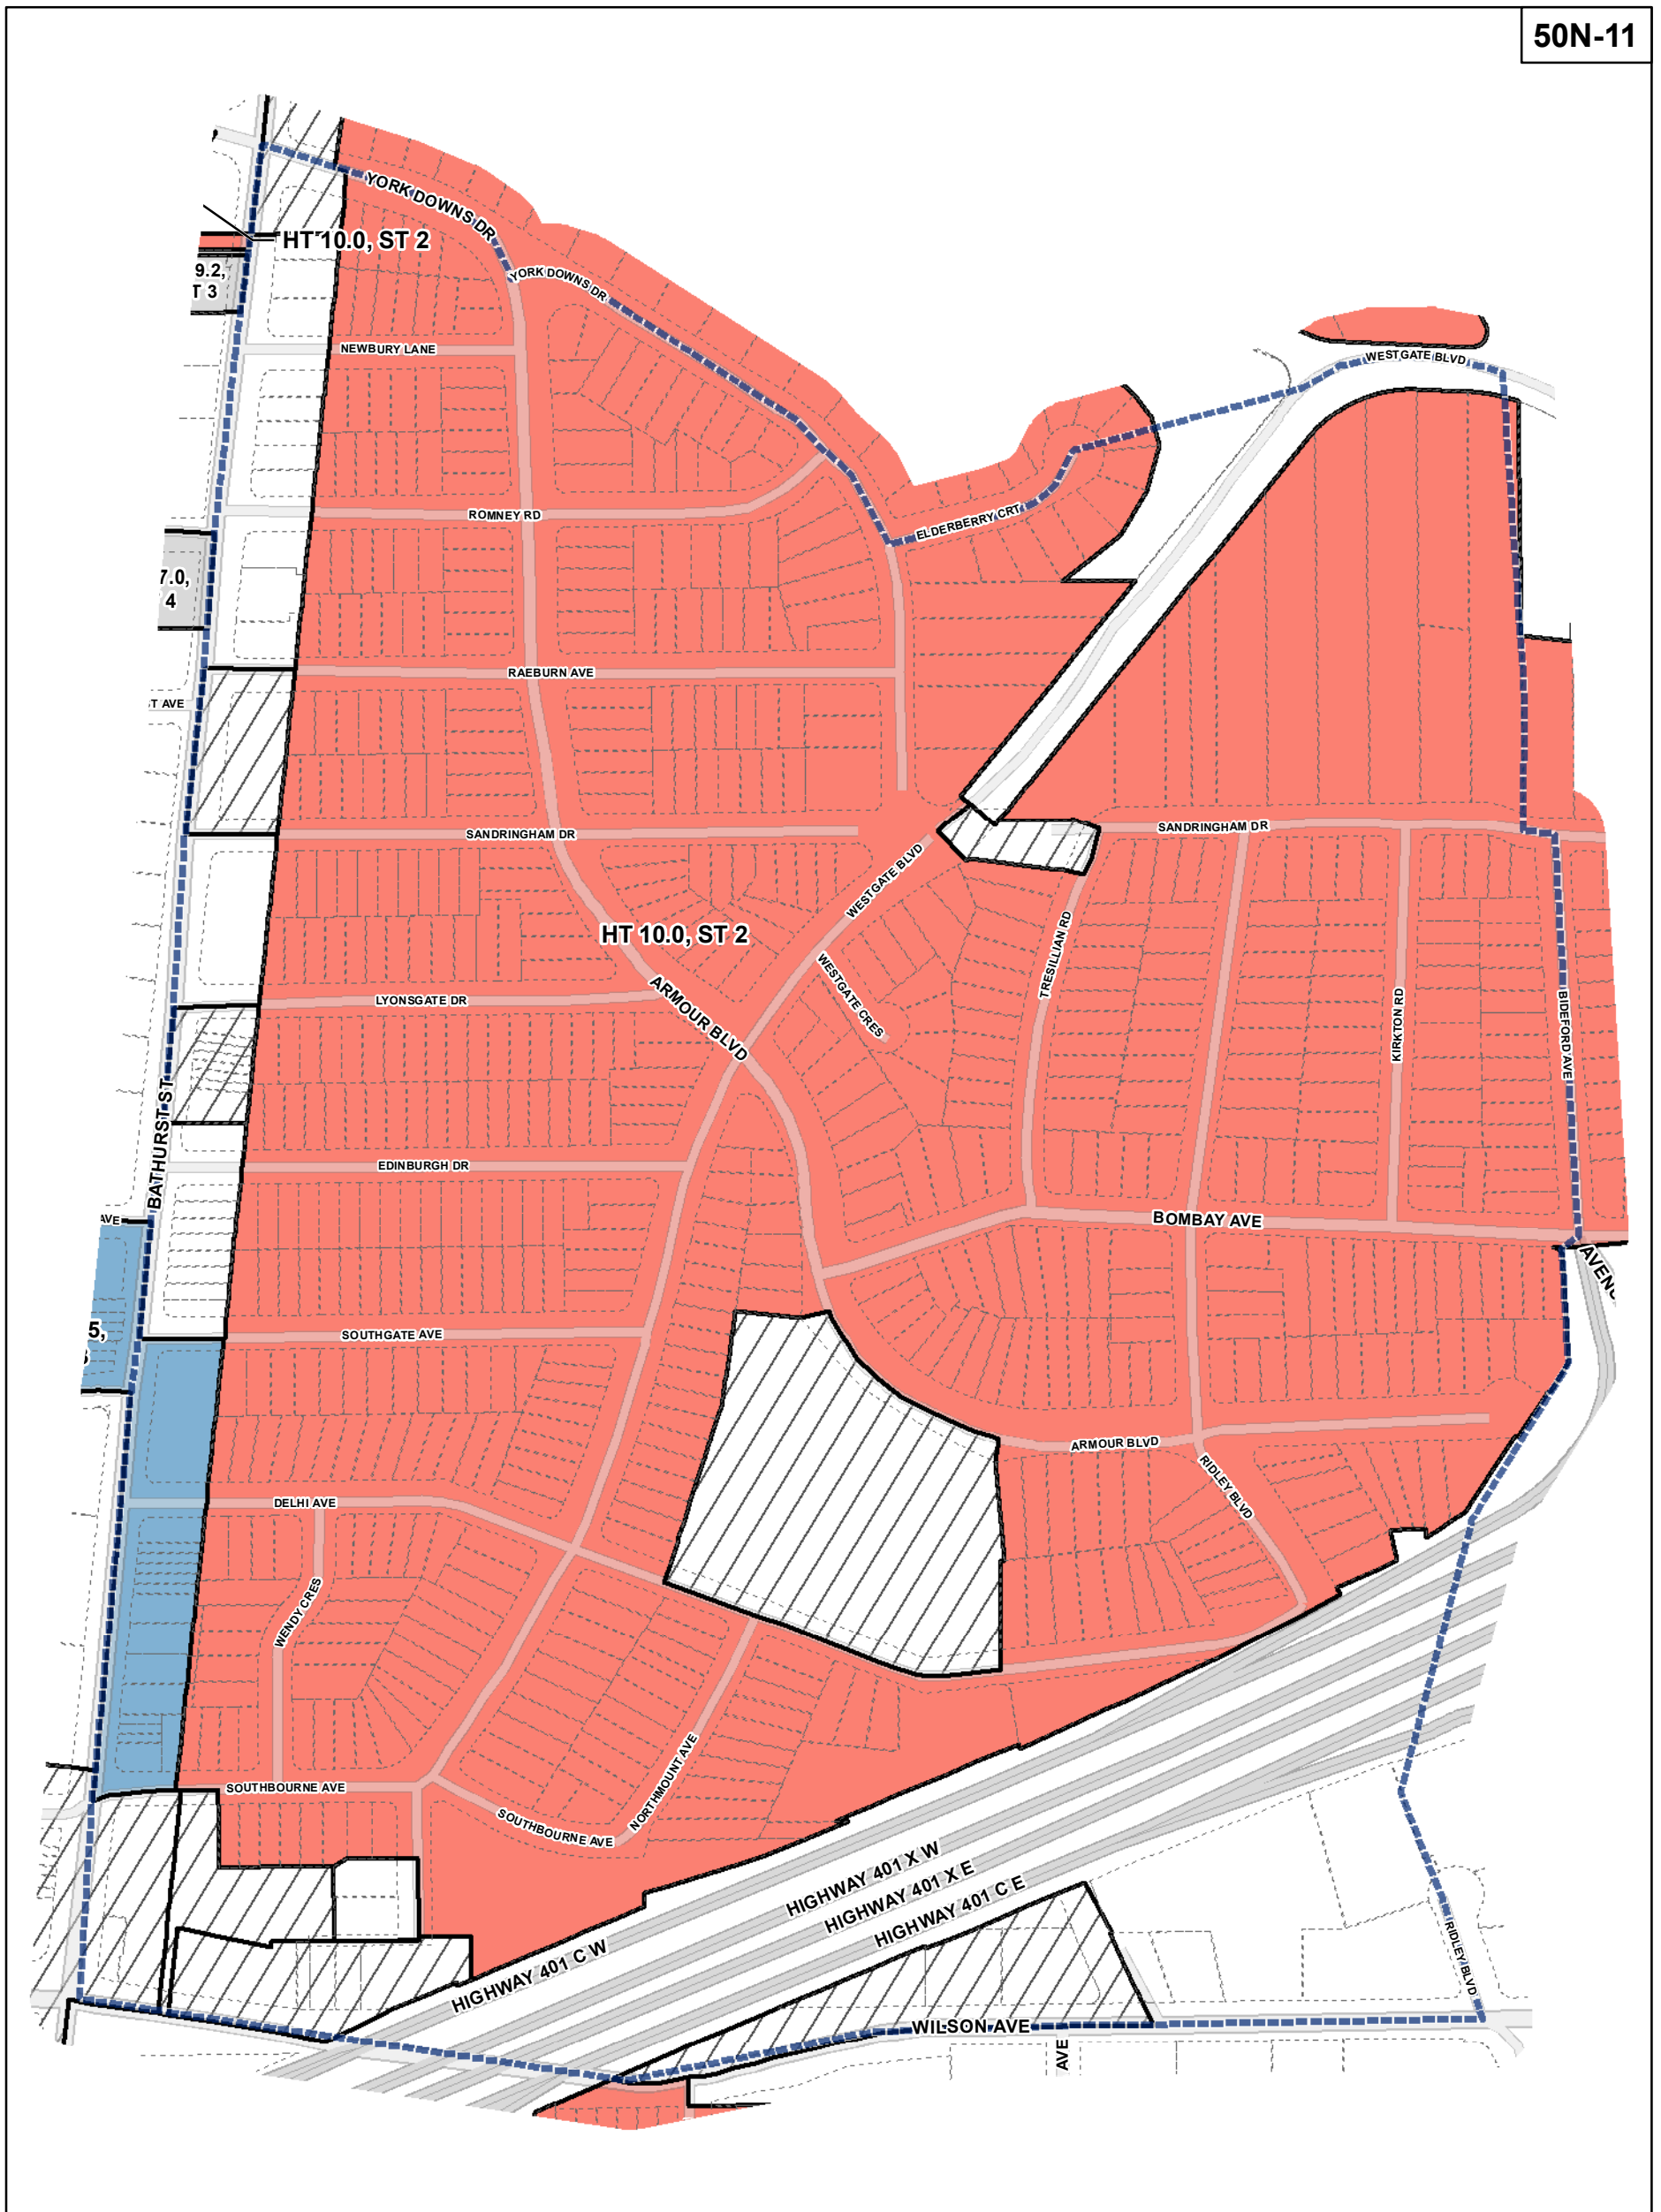 50N-11
YORK DOWNS DR
HT 10.0, ST 2
9.2,
T 3
YORK DOWNS DR
NEWBURY LANE
WESTGATE BLVD
ROMNEY RD
ELDERBERRY CRT
7.0,
4
RAEBURN AVE
T AVE
SANDRINGHAM DR
SANDRINGHAM DR
WESTGATE BLVD
HT 10.0, ST 2
TRESILLIAN RD
WESTGATE CRES
LYONSGATE DR
ARMOUR BLVD
KIRKTON RD
BIDEFORD AVE
BATHURST ST
EDINBURGH DR
AVE
BOMBAY AVE
5,
SOUTHGATE AVE
ARMOUR BLVD
RIDLEY BLVD
DELHI AVE
WENDY CRES
SOUTHBOURNE AVE
NORTHMOUNT AVE
SOUTHBOURNE AVE
HIGHWAY 401 X W
HIGHWAY 401 X E
HIGHWAY 401 C E
HIGHWAY 401 C W
RIDLEY BLVD
WILSON AVE
AVE